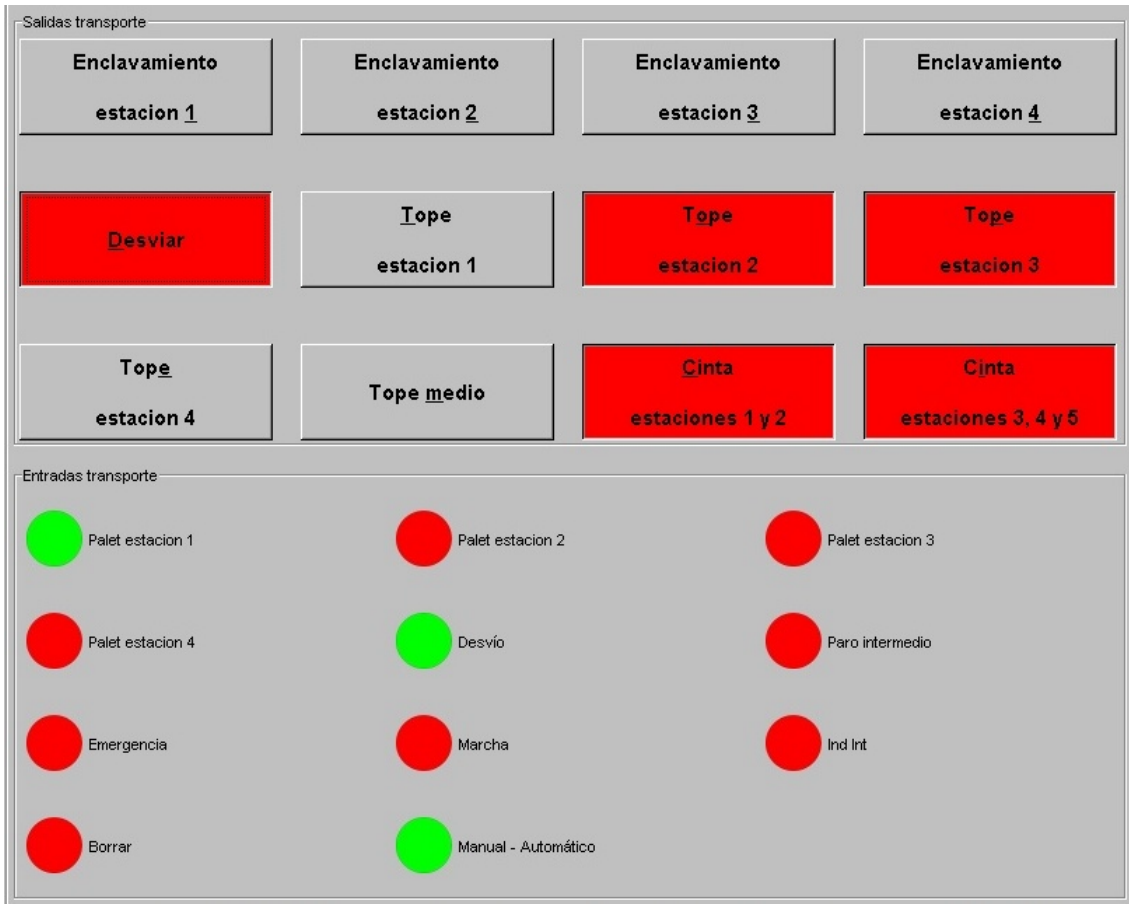 Salidas transporte
Enclavamiento
estacion 1
Enclavamiento
estacion 2
Enclavamiento
estacion 3
Enclavamiento
estacion 4
Desviar
Tope
estacion 1
Tope
estacion 2
Tope
estacion 3
Tope
estacion 4
Tope medio
Cinta
estaciones 1 y 2
Cinta
estaciones 3, 4 y 5
Entradas transporte
Palet estacion 1
Palet estacion 2
Palet estacion 3
Palet estacion 4
Desvío
Paro intermedio
Emergencia
Marcha
Ind Int
Borrar
Manual - Automático